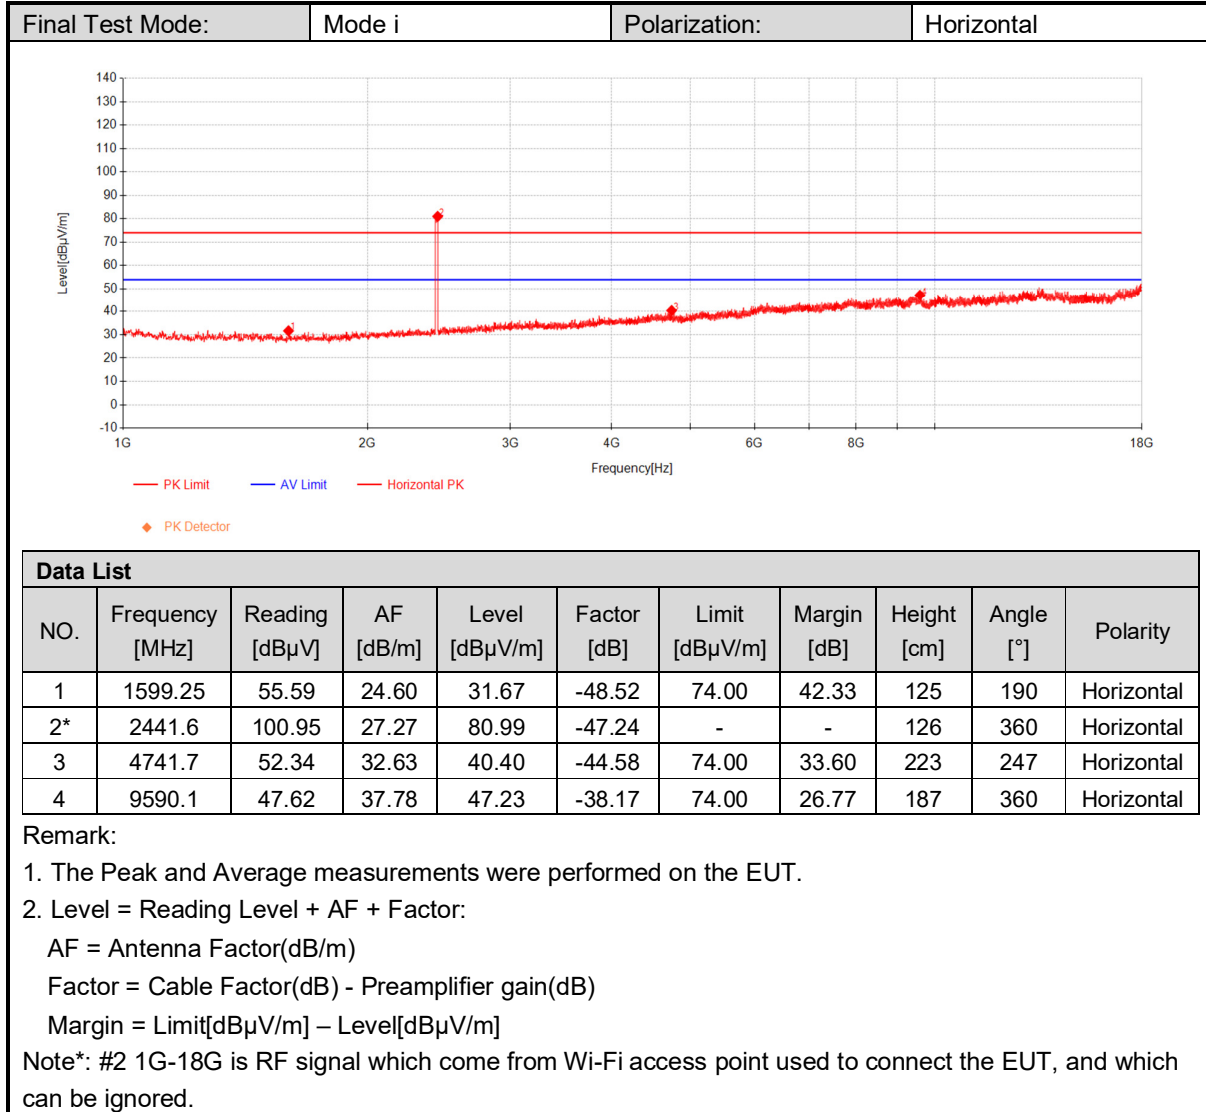 Final Test Mode: Mode i Polarization: Horizontal
140
130
120
110
100
90
80
70
60
50
40
30
20
10
0
-10
Level[dBµV/m]
1G 2G 3G 4G 6G 8G 18G
Frequency[Hz]
1
2
3
4
PK Limit AV Limit Horizontal PK
PK Detector
Data List
NO. Frequency [MHz] Reading [dBµV] AF [dB/m] Level [dBµV/m] Factor [dB] Limit [dBµV/m] Margin [dB] Height [cm] Angle [°] Polarity
1 1599.25 55.59 24.60 31.67 -48.52 74.00 42.33 125 190 Horizontal
2* 2441.6 100.95 27.27 80.99 -47.24 - - 126 360 Horizontal
3 4741.7 52.34 32.63 40.40 -44.58 74.00 33.60 223 247 Horizontal
4 9590.1 47.62 37.78 47.23 -38.17 74.00 26.77 187 360 Horizontal
Remark:
1. The Peak and Average measurements were performed on the EUT.
2. Level = Reading Level + AF + Factor:
AF = Antenna Factor(dB/m)
Factor = Cable Factor(dB) - Preamplifier gain(dB)
Margin = Limit[dBµV/m] – Level[dBµV/m]
Note*: #2 1G-18G is RF signal which come from Wi-Fi access point used to connect the EUT, and which
can be ignored.